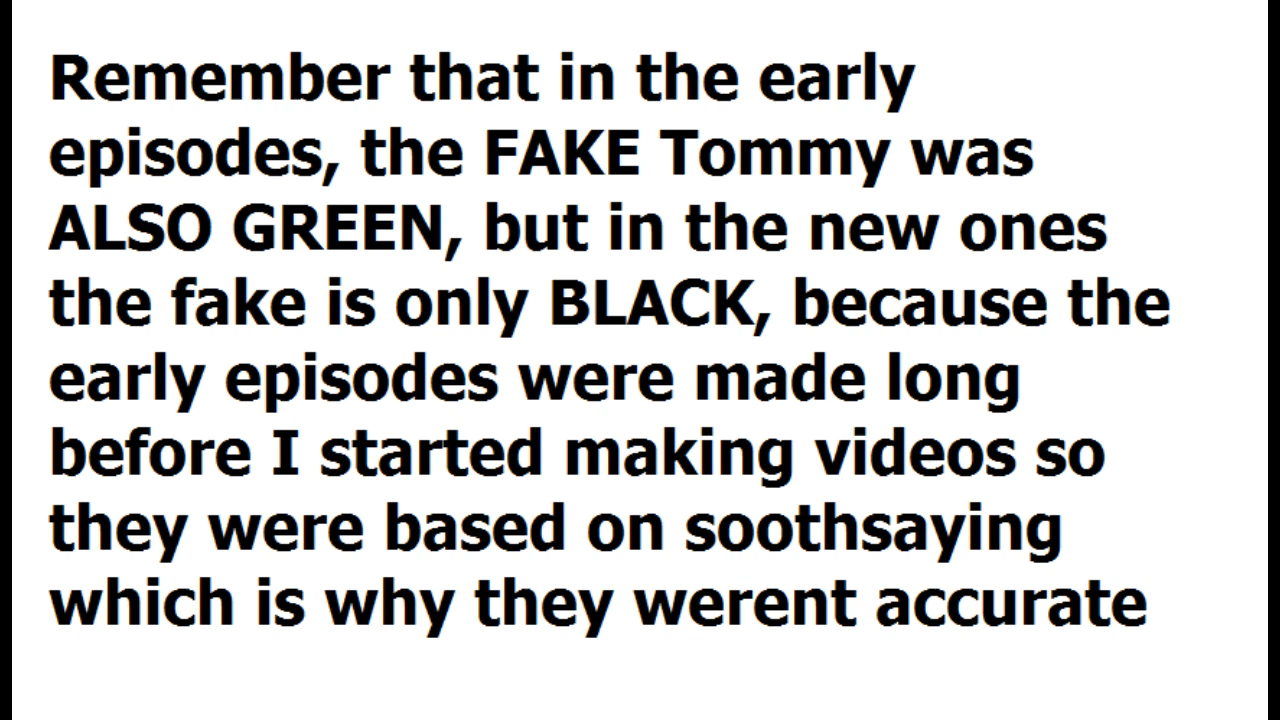 Remember that in the early
episodes, the FAKE Tommy was
ALSO GREEN, but in the new ones
the fake is only BLACK, because the
early episodes were made long
before I started making videos so
they were based on soothsaying
which is why they werent accurate